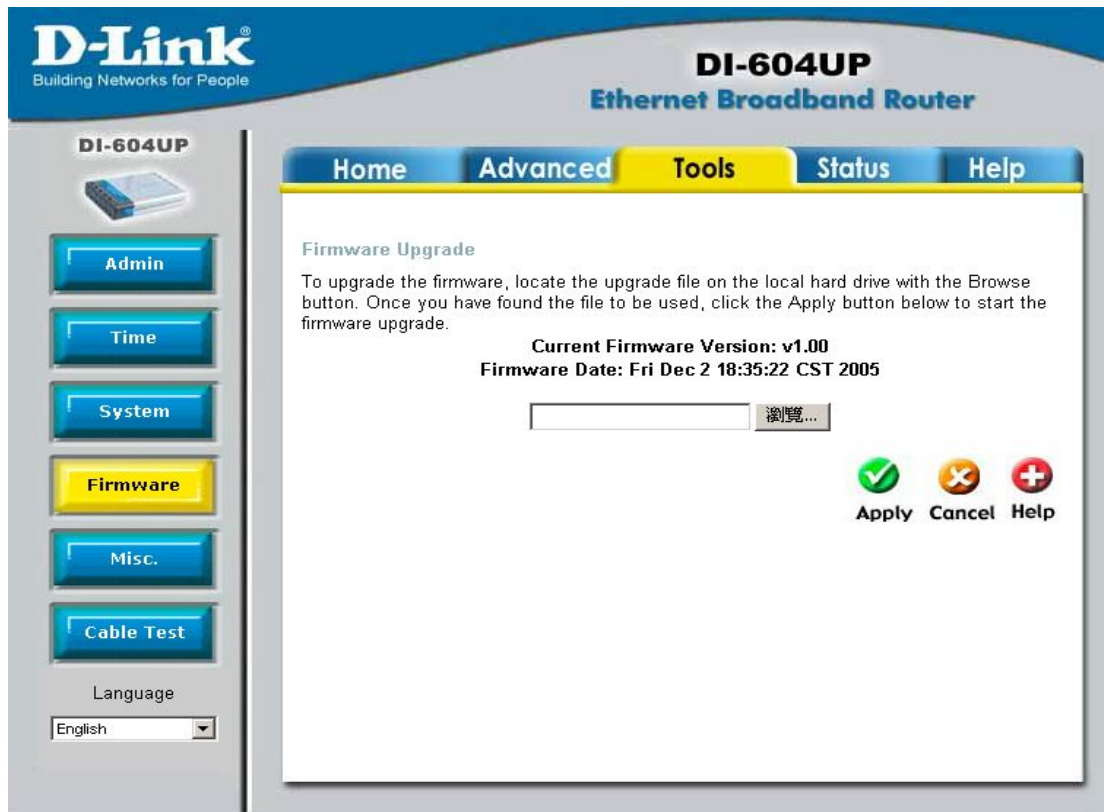 D-Link®
Building Networks for People
DI-604UP
Ethernet Broadband Router
DI-604UP
Home Advanced Tools Status Help
Admin
Time
System
Firmware
Misc.
Cable Test
Language
English
Firmware Upgrade
To upgrade the firmware, locate the upgrade file on the local hard drive with the Browse
button. Once you have found the file to be used, click the Apply button below to start the
firmware upgrade.
Current Firmware Version: v1.00
Firmware Date: Fri Dec 2 18:35:22 CST 2005
瀏覽...
Apply Cancel Help